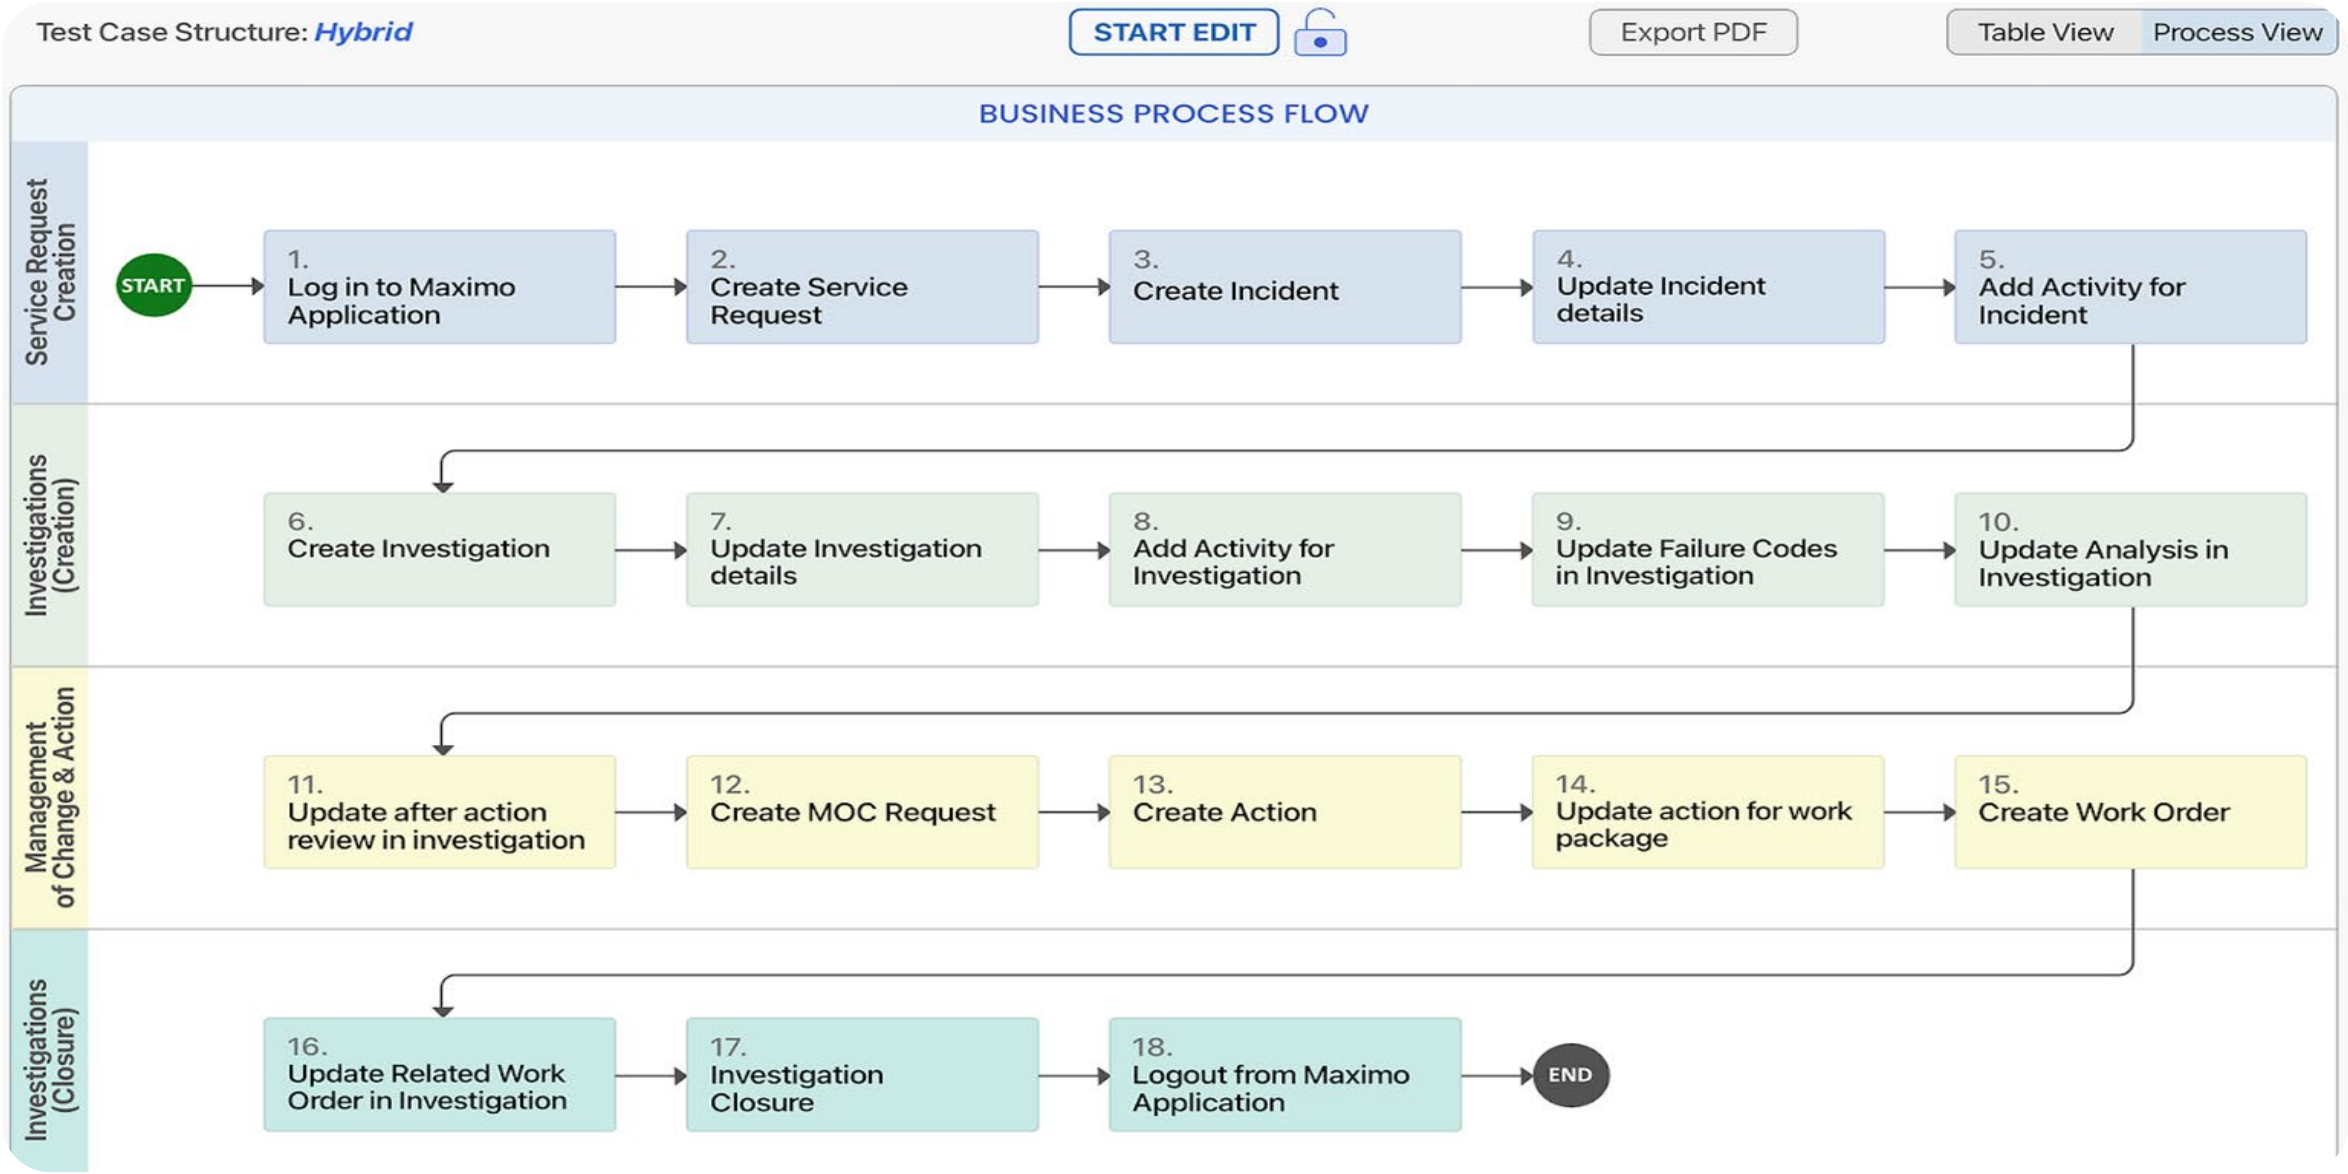 Test Case Structure: Hybrid
START EDIT
Export PDF
Table View
Process View
BUSINESS PROCESS FLOW
Service Request
Creation
START
1.
Log in to Maximo
Application
2.
Create Service
Request
3.
Create Incident
4.
Update Incident
details
5.
Add Activity for
Incident
Investigations
(Creation)
6.
Create Investigation
7.
Update Investigation
details
8.
Add Activity for
Investigation
9.
Update Failure Codes
in Investigation
10.
Update Analysis in
Investigation
Management
of Change & Action
11.
Update after action
review in investigation
12.
Create MOC Request
13.
Create Action
14.
Update action for work
package
15.
Create Work Order
Investigations
(Closure)
16.
Update Related Work
Order in Investigation
17.
Investigation
Closure
18.
Logout from Maximo
Application
END